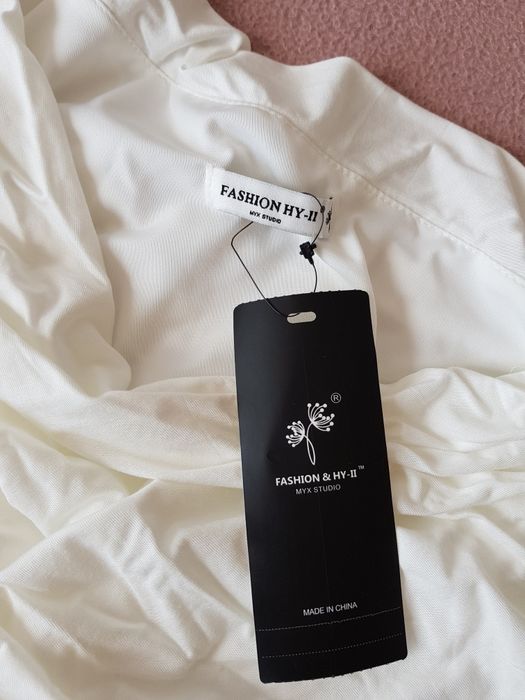 FASHION HY-II
MYX STUDIO
®
FASHION & HY-II™
MYX STUDIO
MADE IN CHINA